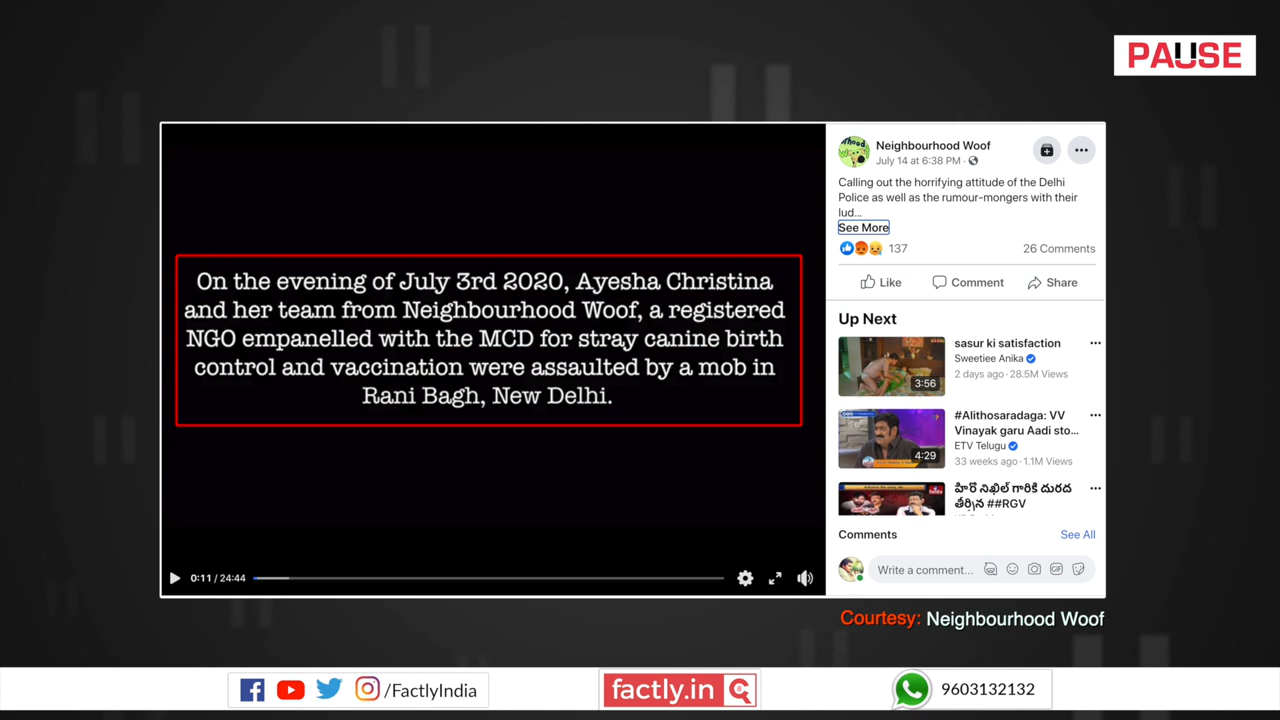 PAUSE
On the evening of July 3rd 2020, Ayesha Christina
and her team from Neighbourhood Woof, a registered
NGO empanelled with the MCD for stray canine birth
control and vaccination were assaulted by a mob in
Rani Bagh, New Delhi.
0:11 / 24:44
Neighbourhood Woof
July 14 at 6:38 PM ·
Calling out the horrifying attitude of the Delhi
Police as well as the rumour-mongers with their
lud...
See More
137
26 Comments
Like
Comment
Share
Up Next
sasur ki satisfaction
Sweetiee Anika
2 days ago · 28.5M Views
3:56
#Alithosaradaga: VV
Vinayak garu Aadi sto...
ETV Telugu
33 weeks ago · 1.1M Views
4:29
హీరో నిఖిల్ గారికి దురద
తీర్చిన ##RGV
Comments
See All
Write a comment...
GIF
Courtesy: Neighbourhood Woof
/FactlyIndia
factly.in
9603132132